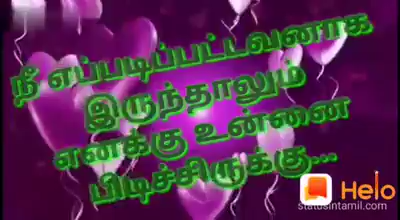 நீ எப்படிப்பட்டவனாக
இருந்தாலும்
எனக்கு உன்னை
பிடிச்சிருக்கு...
Helo
statusintamil.com